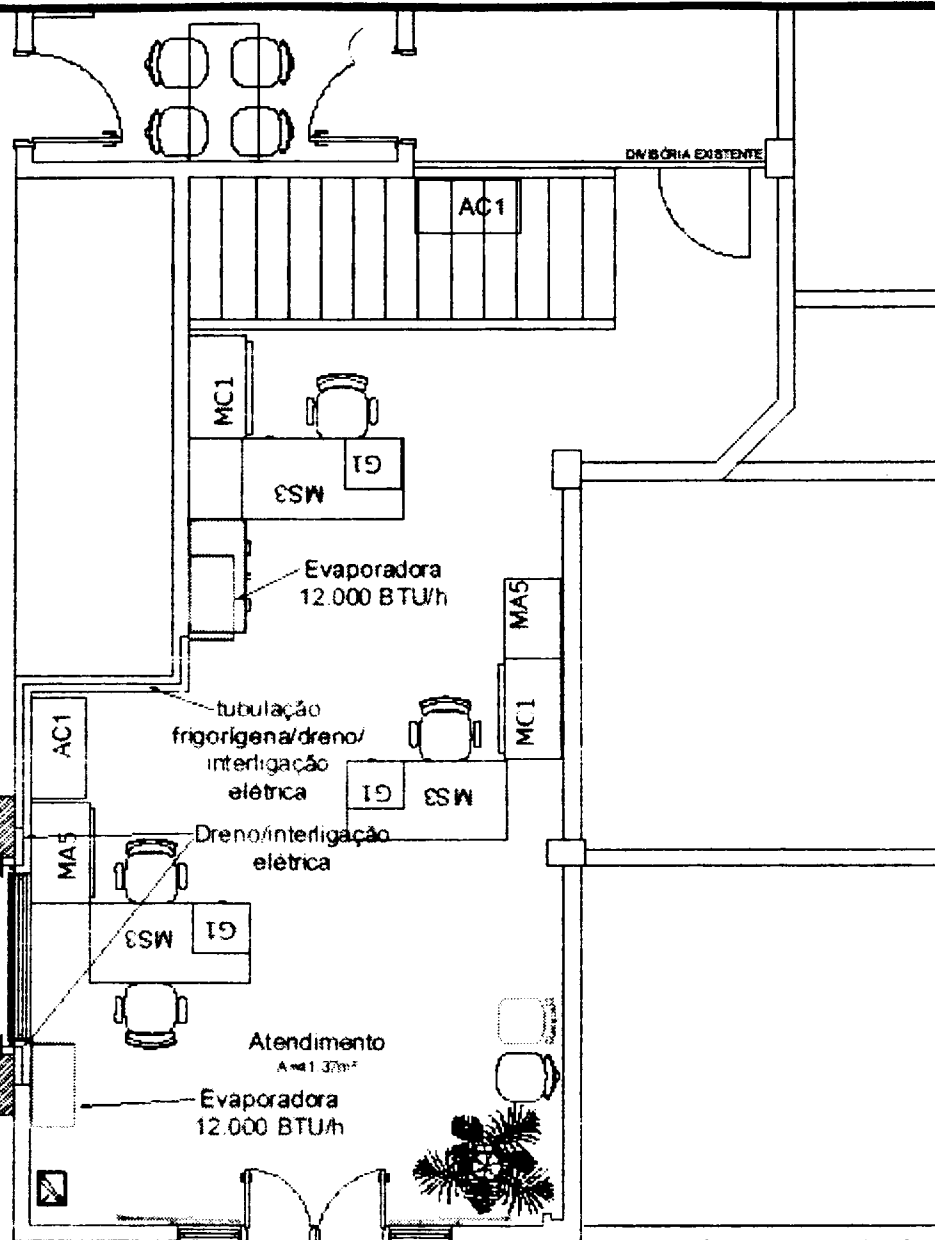 DIVISÓRIA EXISTENTE
AC1
MC1
G1
MS3
Evaporadora
12.000 BTU/h
MA5
MC1
tubulação
frigorígena/dreno/
interligação
elétrica
AC1
G1
MS3
Dreno/interligação
elétrica
MA5
MS3
G1
Atendimento
Evaporadora
12.000 BTU/h